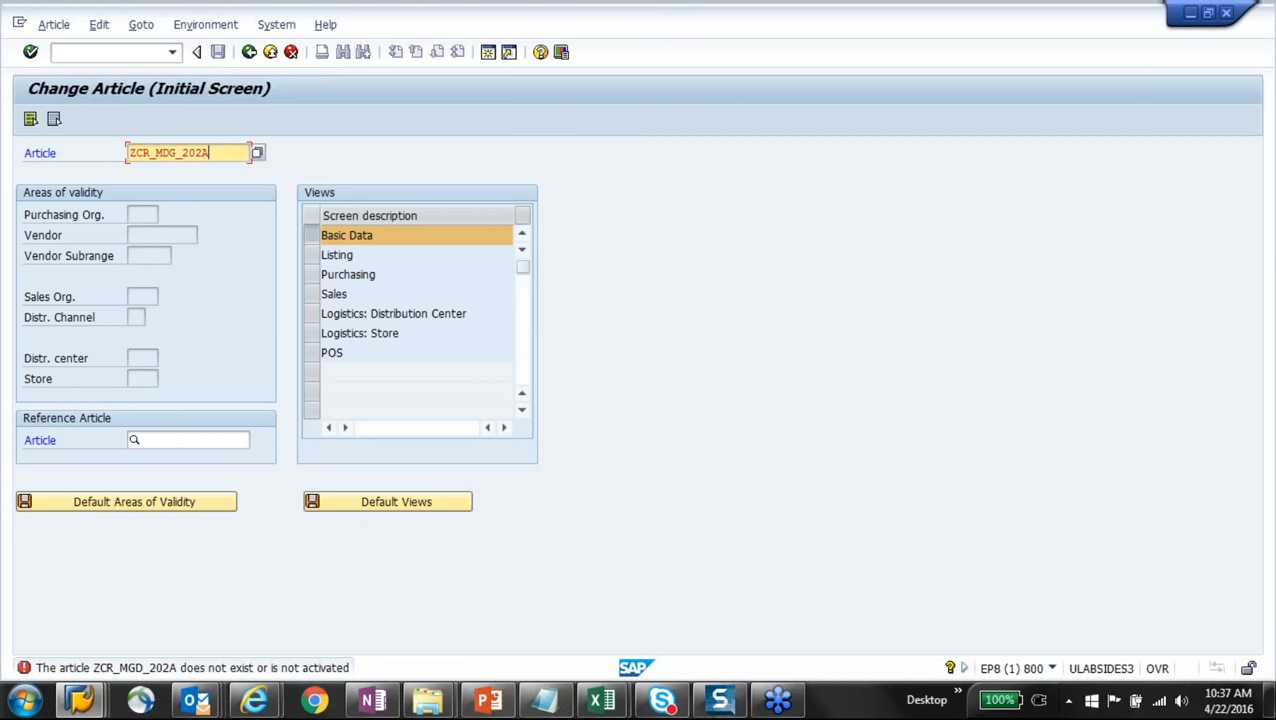 Article Edit Goto Environment System Help
Change Article (Initial Screen)
Article ZCR_MDG_202A
Areas of validity
Purchasing Org.
Vendor
Vendor Subrange
Sales Org.
Distr. Channel
Distr. center
Store
Reference Article
Article
Views
Screen description
Basic Data
Listing
Purchasing
Sales
Logistics: Distribution Center
Logistics: Store
POS
Default Areas of Validity
Default Views
The article ZCR_MGD_202A does not exist or is not activated
SAP
EP8 (1) 800
ULABSIDES3
OVR
Desktop
100%
10:37 AM
4/22/2016